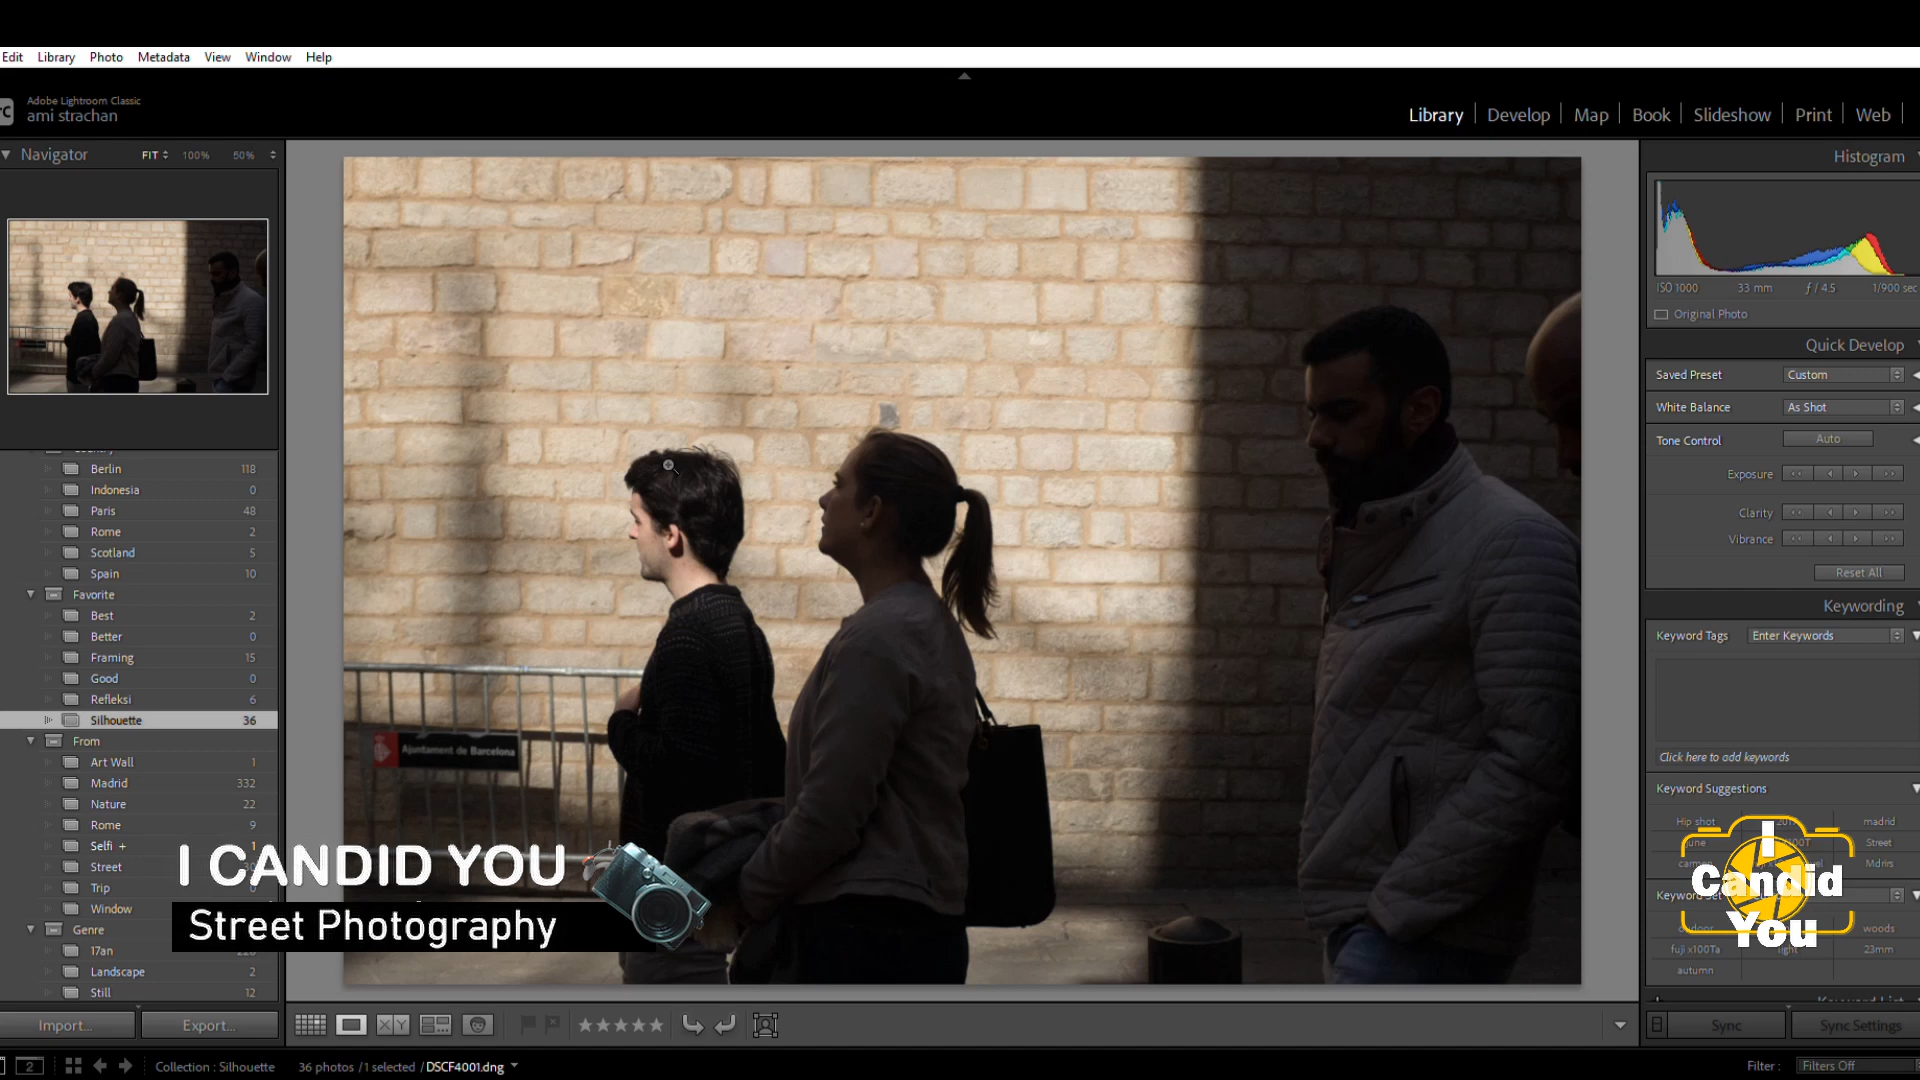 Edit Library Photo Metadata View Window Help
Adobe Lightroom Classic
ami strachan
Library Develop Map Book Slideshow Print Web
Navigator FIT 100% 50%
Histogram
ISO 1000 33 mm ƒ / 4.5 1/900 sec
Original Photo
Quick Develop
Saved Preset Custom
White Balance As Shot
Tone Control Auto
Exposure
Clarity
Vibrance
Reset All
Keywording
Keyword Tags Enter Keywords
Click here to add keywords
Keyword Suggestions
Hip shot madrid
june Street
Mdrirs
woods
fuji x100Ta light 23mm
autumn
Sync Sync Settings
Berlin 118
Indonesia 0
Paris 48
Rome 2
Scotland 5
Spain 10
Favorite
Best 2
Better 0
Framing 15
Good 0
Refleksi 6
Silhouette 36
From
Art Wall 1
Madrid 332
Nature 22
Rome 9
Selfi + 1
Street
Trip
Window
Genre
17an
Landscape 2
Still 12
Import... Export...
Ajuntament de Barcelona
I CANDID YOU
Street Photography
I
Candid
You
XY
2 Collection : Silhouette 36 photos / 1 selected / DSCF4001.dng Filter : Filters Off